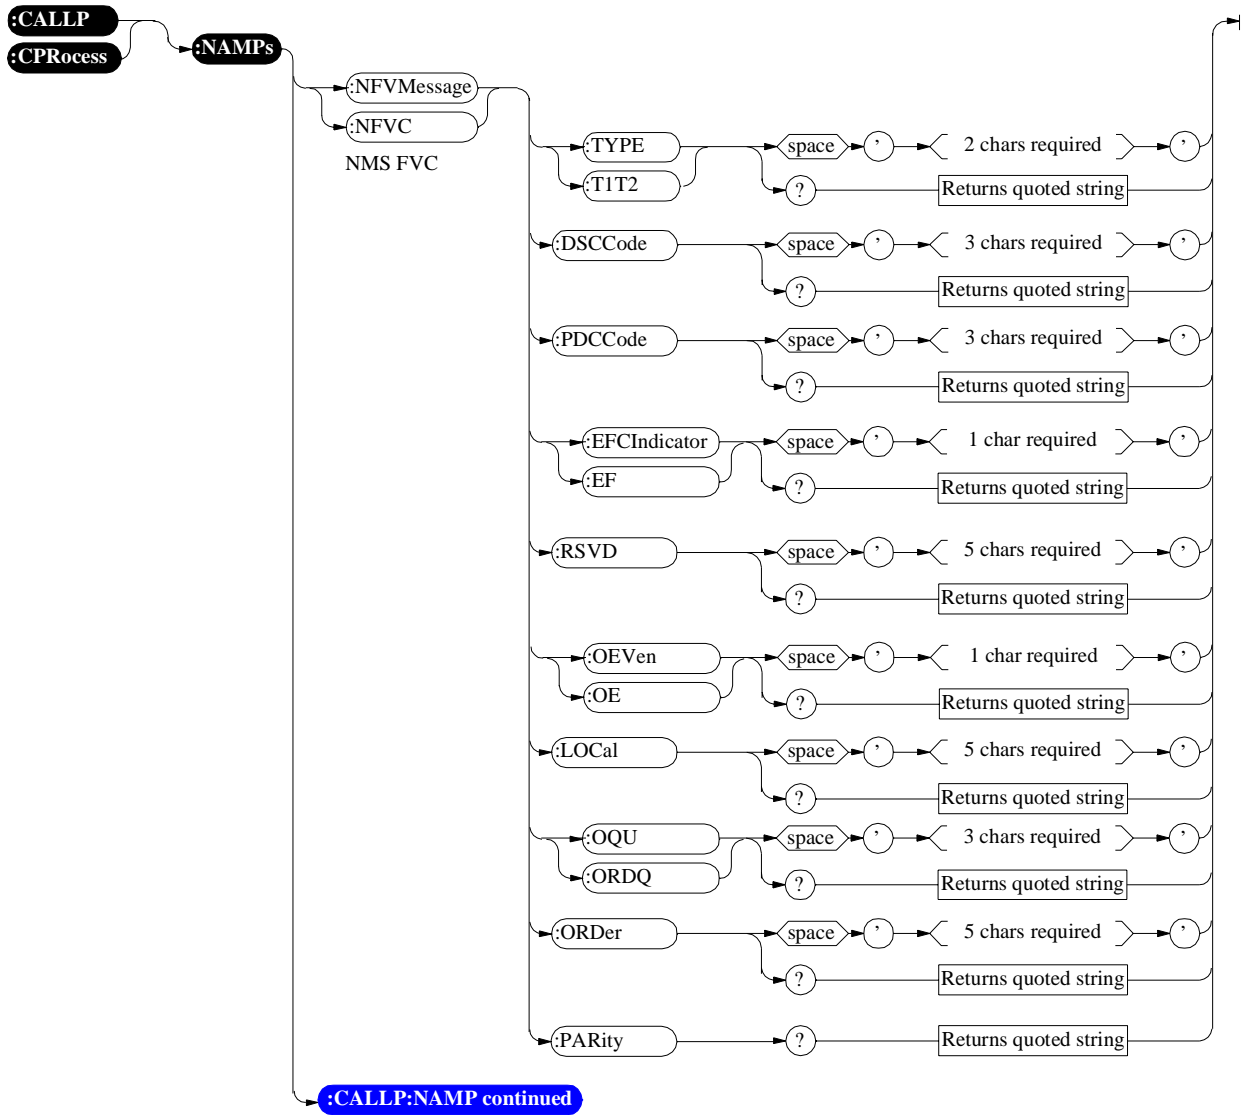 :CALLP
:CPRocess
:NAMPs
:NFVMessage
:NFVC
NMS FVC
:TYPE space ’ 2 chars required ’
:T1T2 ? Returns quoted string
:DSCCode space ’ 3 chars required ’
? Returns quoted string
:PDCCode space ’ 3 chars required ’
? Returns quoted string
:EFCIndicator space ’ 1 char required ’
:EF ? Returns quoted string
:RSVD space ’ 5 chars required ’
? Returns quoted string
:OEVen space ’ 1 char required ’
:OE ? Returns quoted string
:LOCal space ’ 5 chars required ’
? Returns quoted string
:OQU space ’ 3 chars required ’
:ORDQ ? Returns quoted string
:ORDer space ’ 5 chars required ’
? Returns quoted string
:PARity ? Returns quoted string
:CALLP:NAMP continued